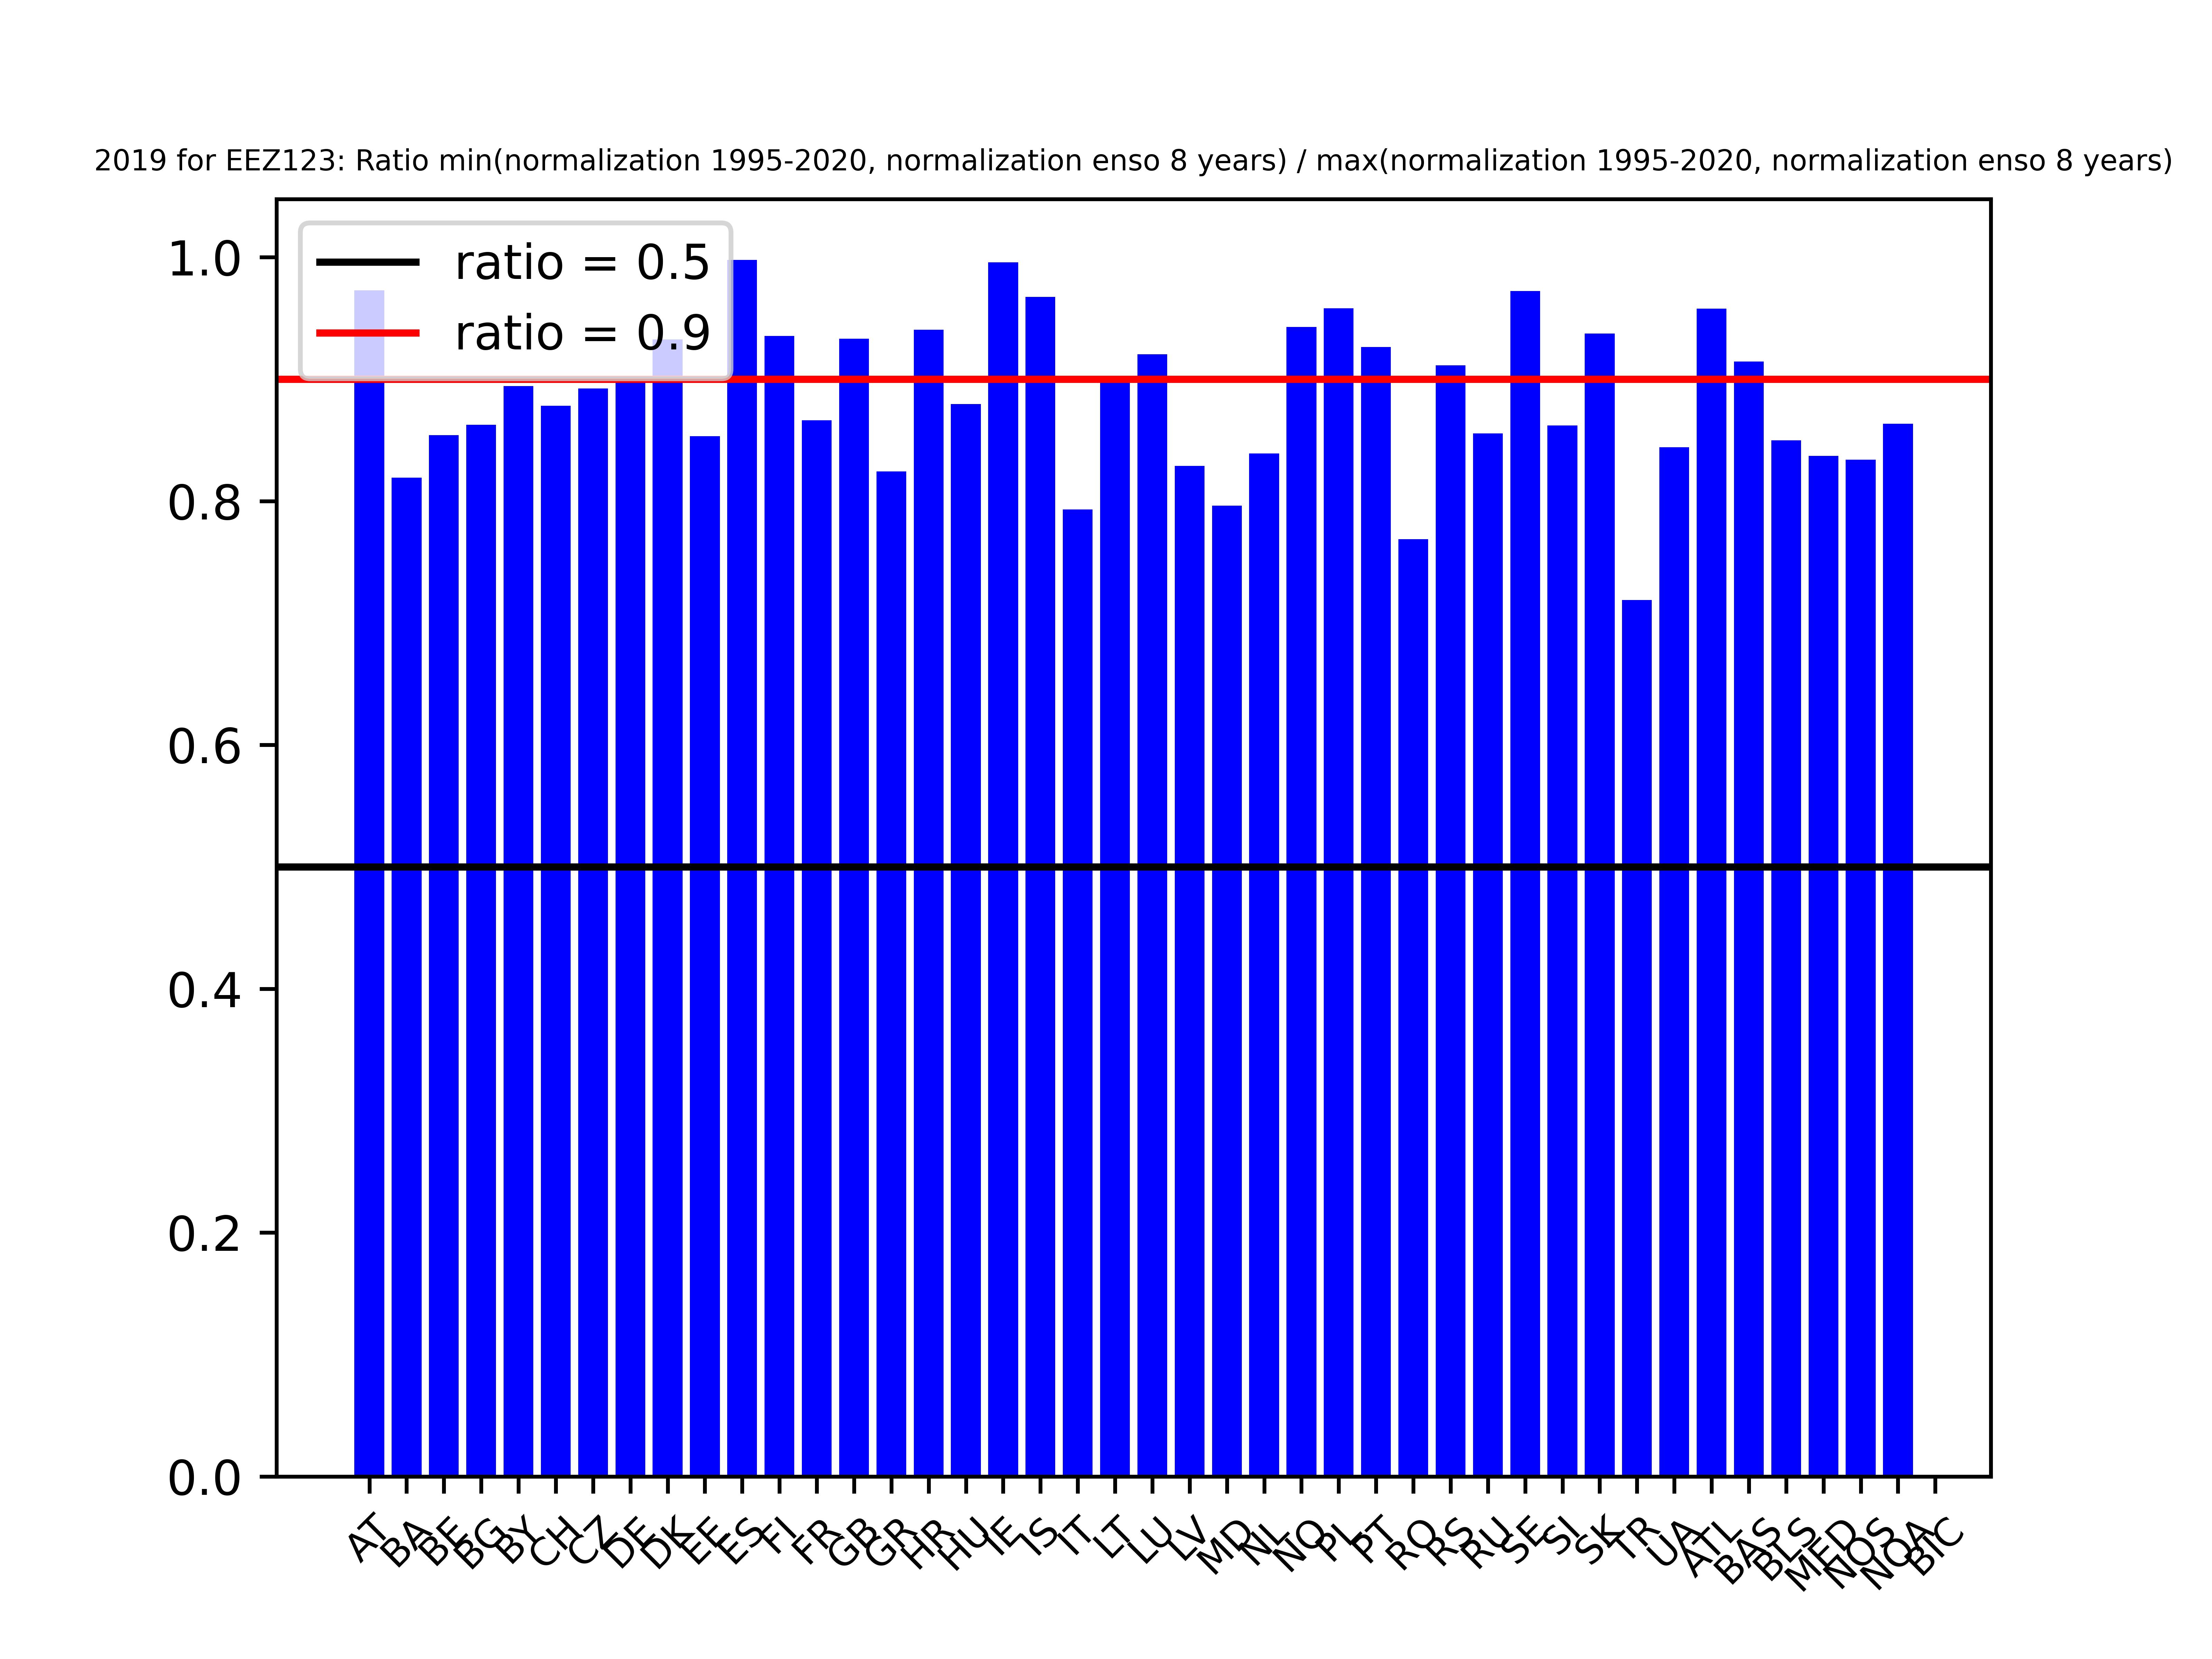 2019 for EEZ123: Ratio min(normalization 1995-2020, normalization enso 8 years) / max(normalization 1995-2020, normalization enso 8 years)
ratio = 0.5
ratio = 0.9
1.0
0.8
0.6
0.4
0.2
0.0
AT BA BE BG BY CH CZ DE DK EE ES FI FR GB GR HR HU IE IS IT LT LU LV MD NL NO PL PT RO RS RU SE SI SK TR UA ATL BAS BLS MED NOS NOA BIC